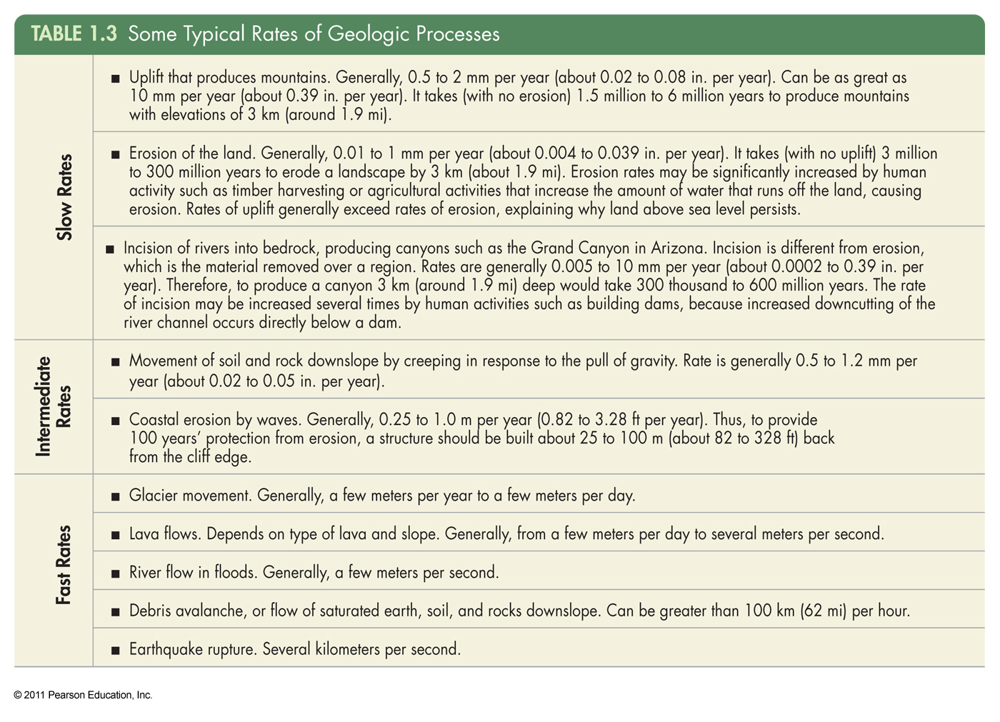 TABLE 1.3 Some Typical Rates of Geologic Processes
Slow Rates
■ Uplift that produces mountains. Generally, 0.5 to 2 mm per year (about 0.02 to 0.08 in. per year). Can be as great as
10 mm per year (about 0.39 in. per year). It takes (with no erosion) 1.5 million to 6 million years to produce mountains
with elevations of 3 km (around 1.9 mi).
■ Erosion of the land. Generally, 0.01 to 1 mm per year (about 0.004 to 0.039 in. per year). It takes (with no uplift) 3 million
to 300 million years to erode a landscape by 3 km (about 1.9 mi). Erosion rates may be significantly increased by human
activity such as timber harvesting or agricultural activities that increase the amount of water that runs off the land, causing
erosion. Rates of uplift generally exceed rates of erosion, explaining why land above sea level persists.
■ Incision of rivers into bedrock, producing canyons such as the Grand Canyon in Arizona. Incision is different from erosion,
which is the material removed over a region. Rates are generally 0.005 to 10 mm per year (about 0.0002 to 0.39 in. per
year). Therefore, to produce a canyon 3 km (around 1.9 mi) deep would take 300 thousand to 600 million years. The rate
of incision may be increased several times by human activities such as building dams, because increased downcutting of the
river channel occurs directly below a dam.
Intermediate
Rates
■ Movement of soil and rock downslope by creeping in response to the pull of gravity. Rate is generally 0.5 to 1.2 mm per
year (about 0.02 to 0.05 in. per year).
■ Coastal erosion by waves. Generally, 0.25 to 1.0 m per year (0.82 to 3.28 ft per year). Thus, to provide
100 years' protection from erosion, a structure should be built about 25 to 100 m (about 82 to 328 ft) back
from the cliff edge.
Fast Rates
■ Glacier movement. Generally, a few meters per year to a few meters per day.
■ Lava flows. Depends on type of lava and slope. Generally, from a few meters per day to several meters per second.
■ River flow in floods. Generally, a few meters per second.
■ Debris avalanche, or flow of saturated earth, soil, and rocks downslope. Can be greater than 100 km (62 mi) per hour.
■ Earthquake rupture. Several kilometers per second.
© 2011 Pearson Education, Inc.